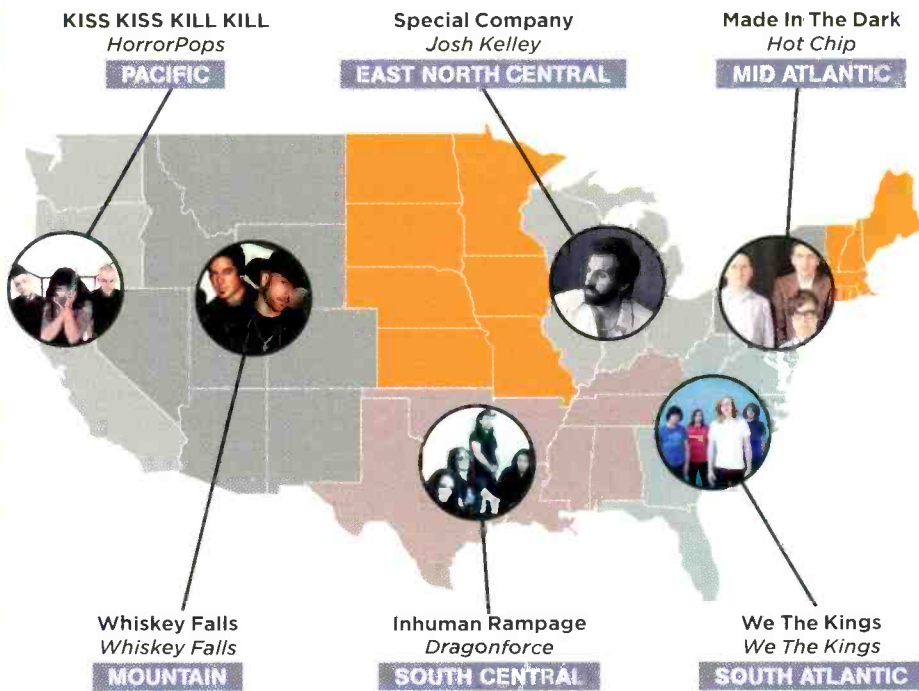 KISS KISS KILL KILL
HorrorPops
PACIFIC
Special Company
Josh Kelley
EAST NORTH CENTRAL
Made In The Dark
Hot Chip
MID ATLANTIC
Whiskey Falls
Whiskey Falls
MOUNTAIN
Inhuman Rampage
Dragonforce
SOUTH CENTRAL
We The Kings
We The Kings
SOUTH ATLANTIC